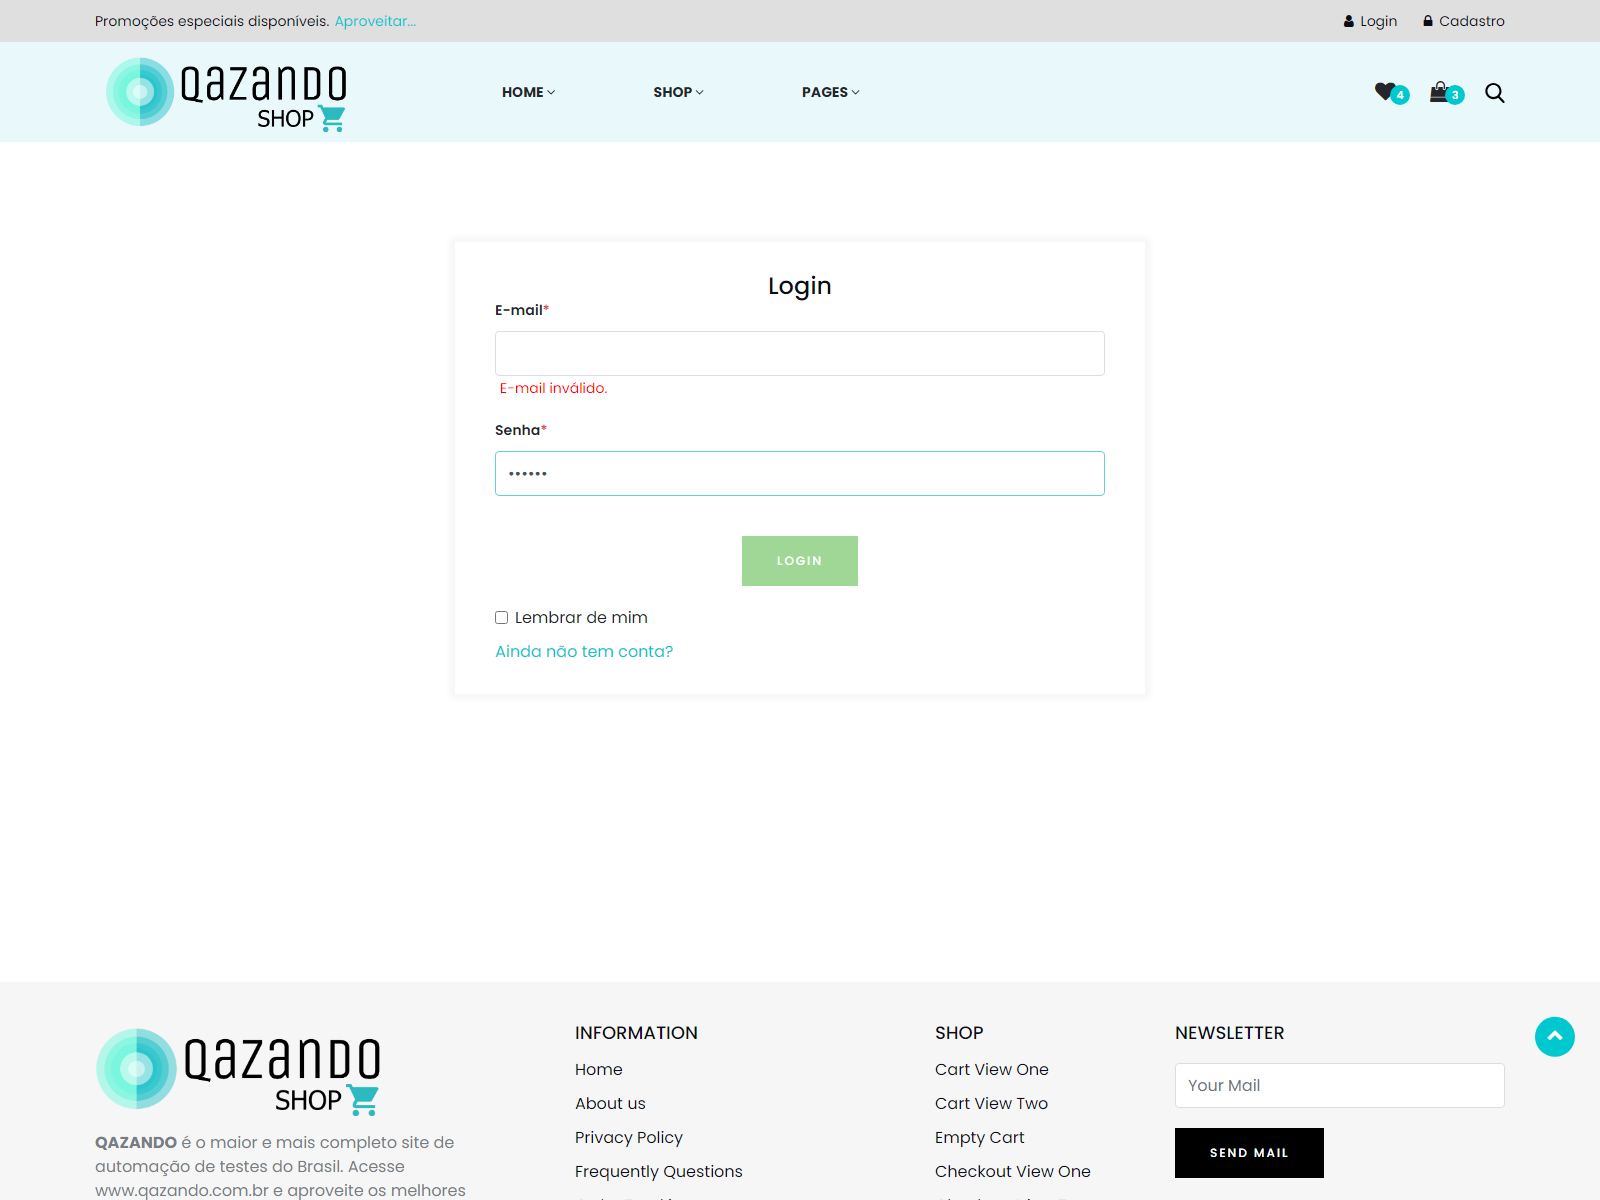 Promoções especiais disponíveis. Aproveitar...
Login
Cadastro
QAZANDO
SHOP
HOME
SHOP
PAGES
4
3
Login
E-mail*
E-mail inválido.
Senha*
••••••
LOGIN
Lembrar de mim
Ainda não tem conta?
QAZANDO
SHOP
QAZANDO é o maior e mais completo site de
automação de testes do Brasil. Acesse
www.qazando.com.br e aproveite os melhores
INFORMATION
Home
About us
Privacy Policy
Frequently Questions
SHOP
Cart View One
Cart View Two
Empty Cart
Checkout View One
NEWSLETTER
Your Mail
SEND MAIL